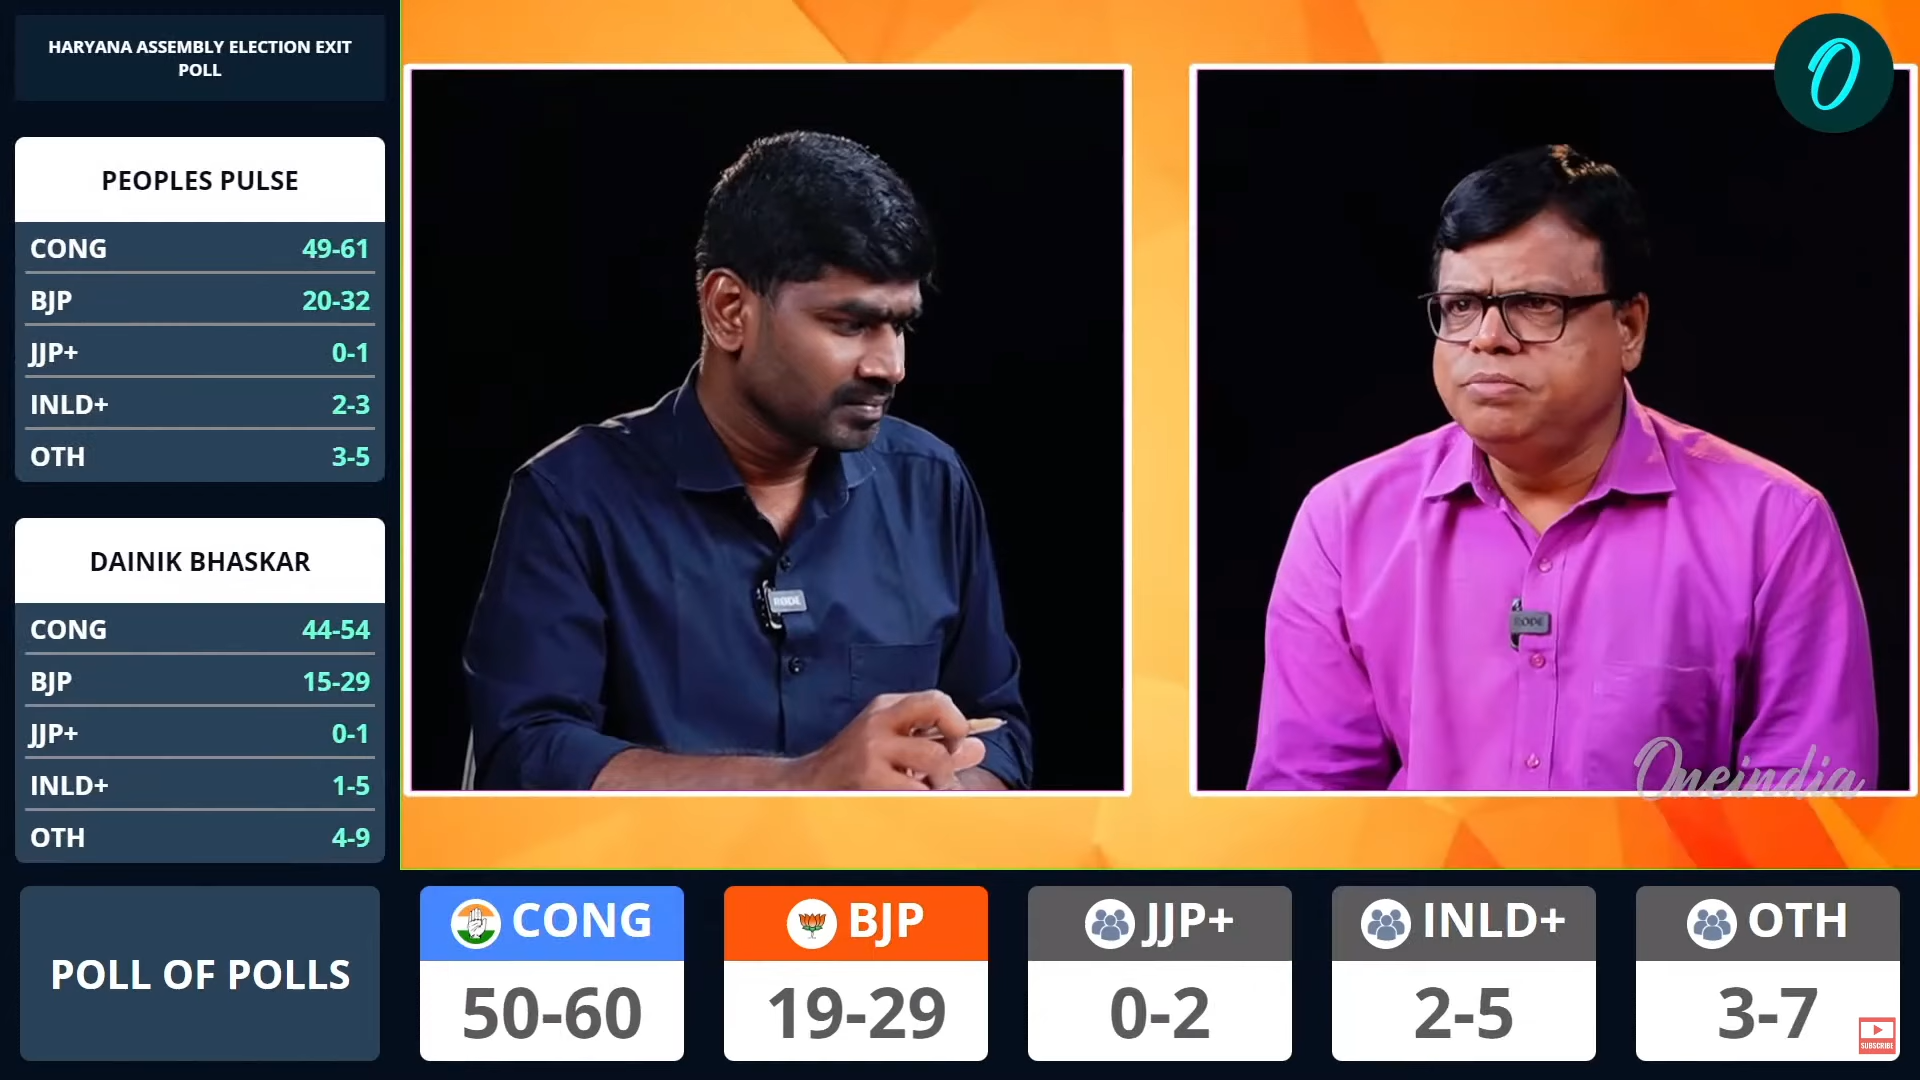 HARYANA ASSEMBLY ELECTION EXIT
POLL
PEOPLES PULSE
CONG 49-61
BJP 20-32
JJP+ 0-1
INLD+ 2-3
OTH 3-5
DAINIK BHASKAR
CONG 44-54
BJP 15-29
JJP+ 0-1
INLD+ 1-5
OTH 4-9
O
RODE
RODE
Oneindia
POLL OF POLLS
CONG
50-60
BJP
19-29
JJP+
0-2
INLD+
2-5
OTH
3-7
SUBSCRIBE